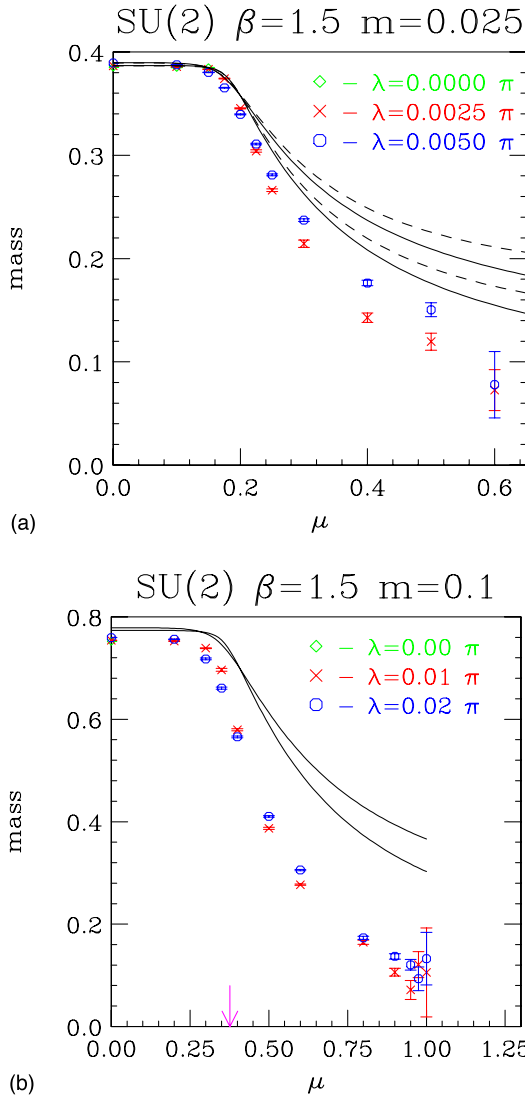 SU(2) β=1.5 m=0.025
0.4
◇ − λ=0.0000 π
× − λ=0.0025 π
○ − λ=0.0050 π
0.3
mass
0.2
0.1
0.0
0.0 0.2 0.4 0.6
(a)
μ
SU(2) β=1.5 m=0.1
0.8
◇ − λ=0.00 π
× − λ=0.01 π
○ − λ=0.02 π
0.6
mass
0.4
0.2
0.0
0.00 0.25 0.50 0.75 1.00 1.25
(b)
μ